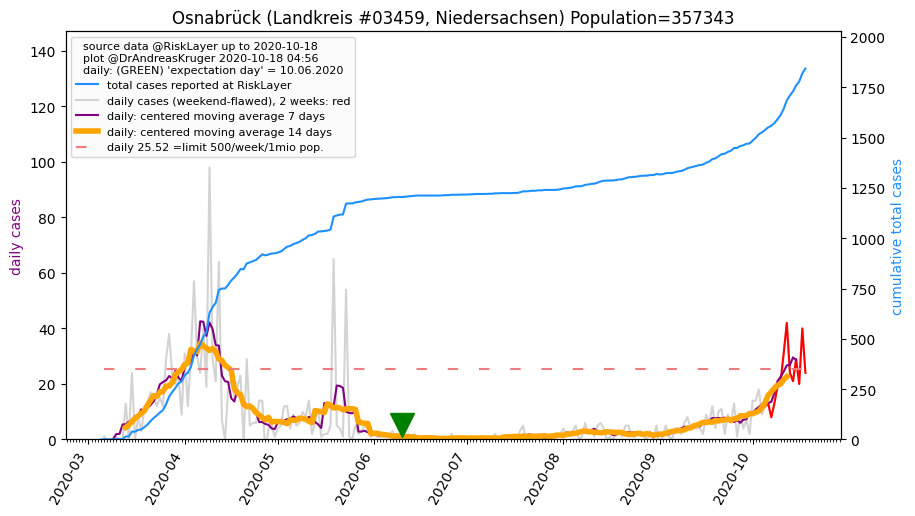 Osnabrück (Landkreis #03459, Niedersachsen) Population=357343
source data @RiskLayer up to 2020-10-18
plot @DrAndreasKruger 2020-10-18 04:56
daily: (GREEN) 'expectation day' = 10.06.2020
total cases reported at RiskLayer
daily cases (weekend-flawed), 2 weeks: red
daily: centered moving average 7 days
daily: centered moving average 14 days
daily 25.52 =limit 500/week/1mio pop.
daily cases
140
120
100
80
60
40
20
0
2000
1750
1500
1250
1000
750
500
250
0
cumulative total cases
2020-03
2020-04
2020-05
2020-06
2020-07
2020-08
2020-09
2020-10